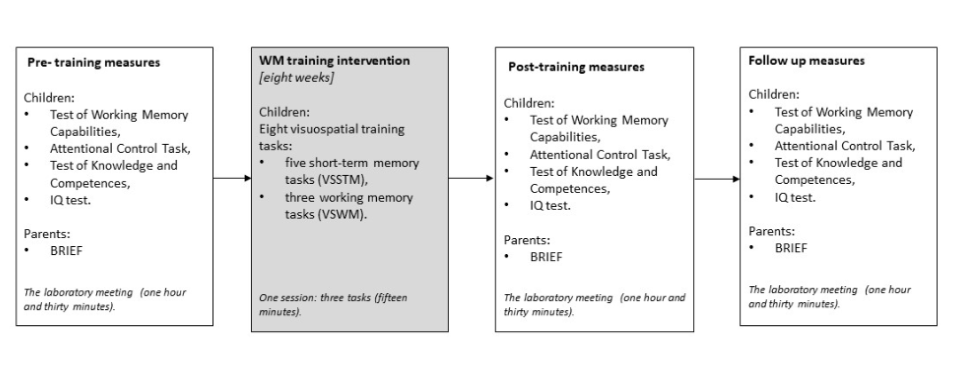 Pre- training measures
Children:
• Test of Working Memory
Capabilities,
• Attentional Control Task,
• Test of Knowledge and
Competences,
• IQ test.
Parents:
• BRIEF
The laboratory meeting (one hour
and thirty minutes).
WM training intervention
[eight weeks]
Children:
Eight visuospatial training
tasks:
• five short-term memory
tasks (VSSTM),
• three working memory
tasks (VSWM).
One session: three tasks (fifteen
minutes).
Post-training measures
Children:
• Test of Working Memory
Capabilities,
• Attentional Control Task,
• Test of Knowledge and
Competences,
• IQ test.
Parents:
• BRIEF
The laboratory meeting (one hour and
thirty minutes).
Follow up measures
Children:
• Test of Working Memory
Capabilities,
• Attentional Control Task,
• Test of Knowledge and
Competences,
• IQ test.
Parents:
• BRIEF
The laboratory meeting (one hour
and thirty minutes).